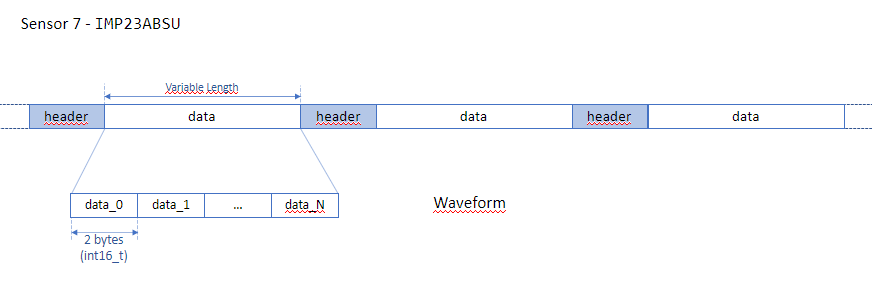 Sensor 7 - IMP23ABSU
Variable Length
header data header data header data
data_0 data_1 ... data_N
Waveform
2 bytes
(int16_t)